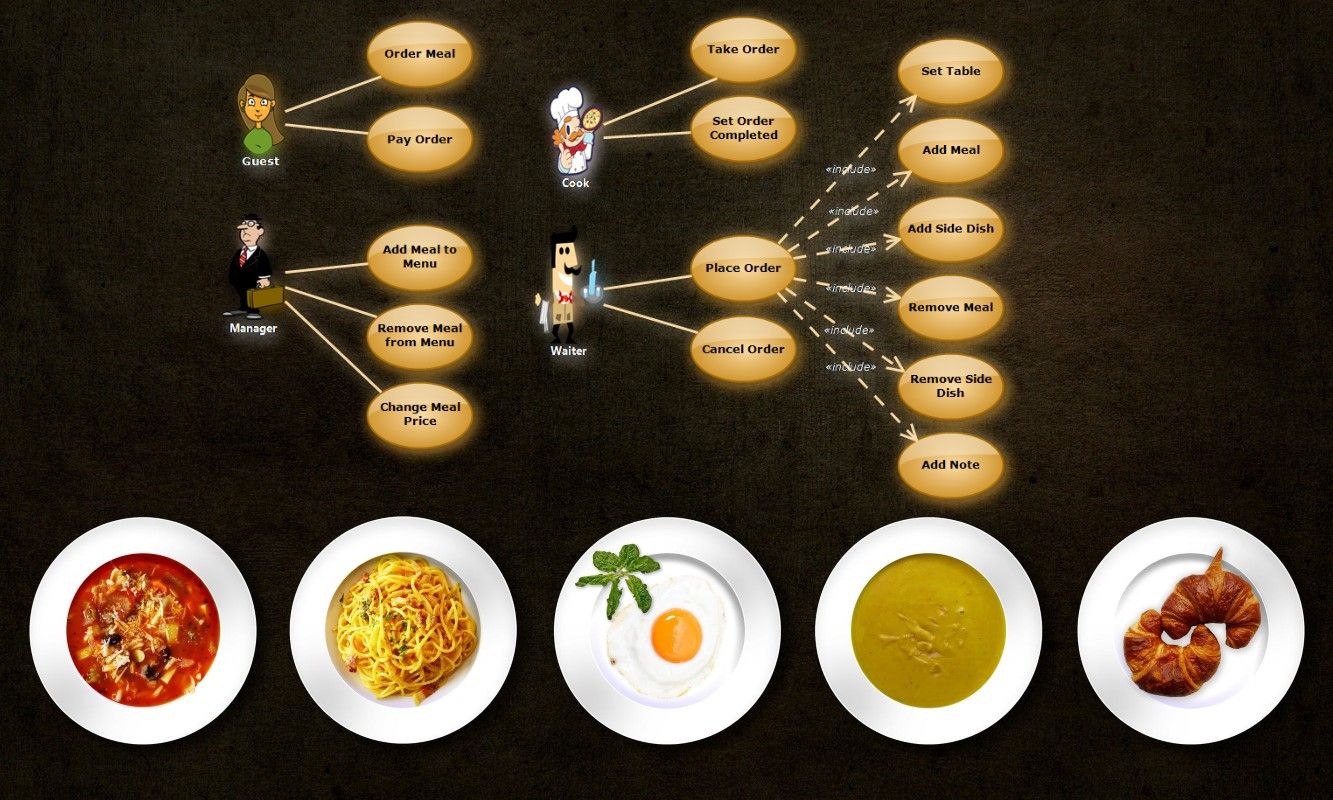 Order Meal
Pay Order
Guest
Take Order
Set Order
Completed
Cook
Add Meal to
Menu
Remove Meal
from Menu
Change Meal
Price
Manager
Place Order
Cancel Order
Waiter
«include»
«include»
«include»
«include»
«include»
«include»
Set Table
Add Meal
Add Side Dish
Remove Meal
Remove Side
Dish
Add Note